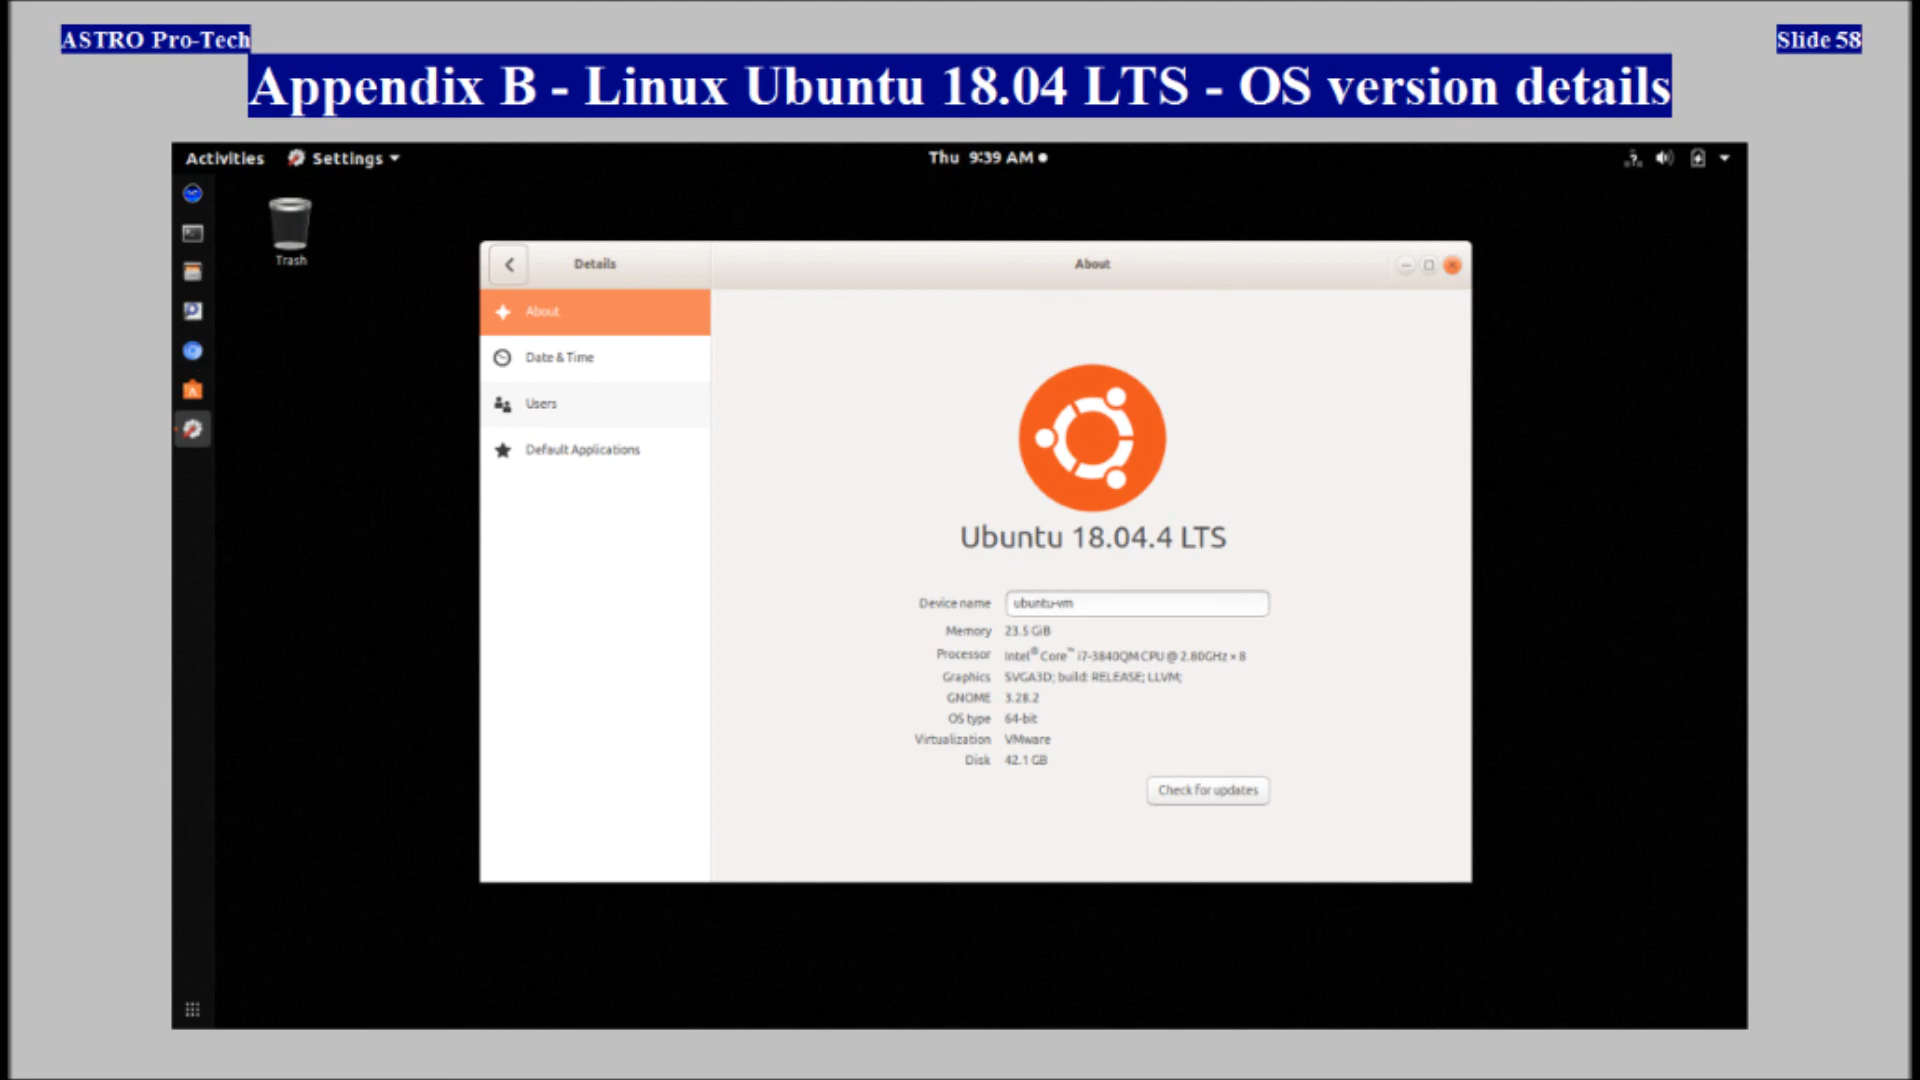 ASTRO Pro-Tech
Slide 58
Appendix B - Linux Ubuntu 18.04 LTS - OS version details
Activities Settings Thu 9:39 AM
Trash
Details About
About
Date & Time
Users
Default Applications
Ubuntu 18.04.4 LTS
Device name ubuntu-vm
Memory 23.5 GiB
Processor Intel® Core™ i7-3840QM CPU @ 2.80GHz × 8
Graphics SVGA3D; build: RELEASE; LLVM;
GNOME 3.28.2
OS type 64-bit
Virtualization VMware
Disk 42.1 GB
Check for updates